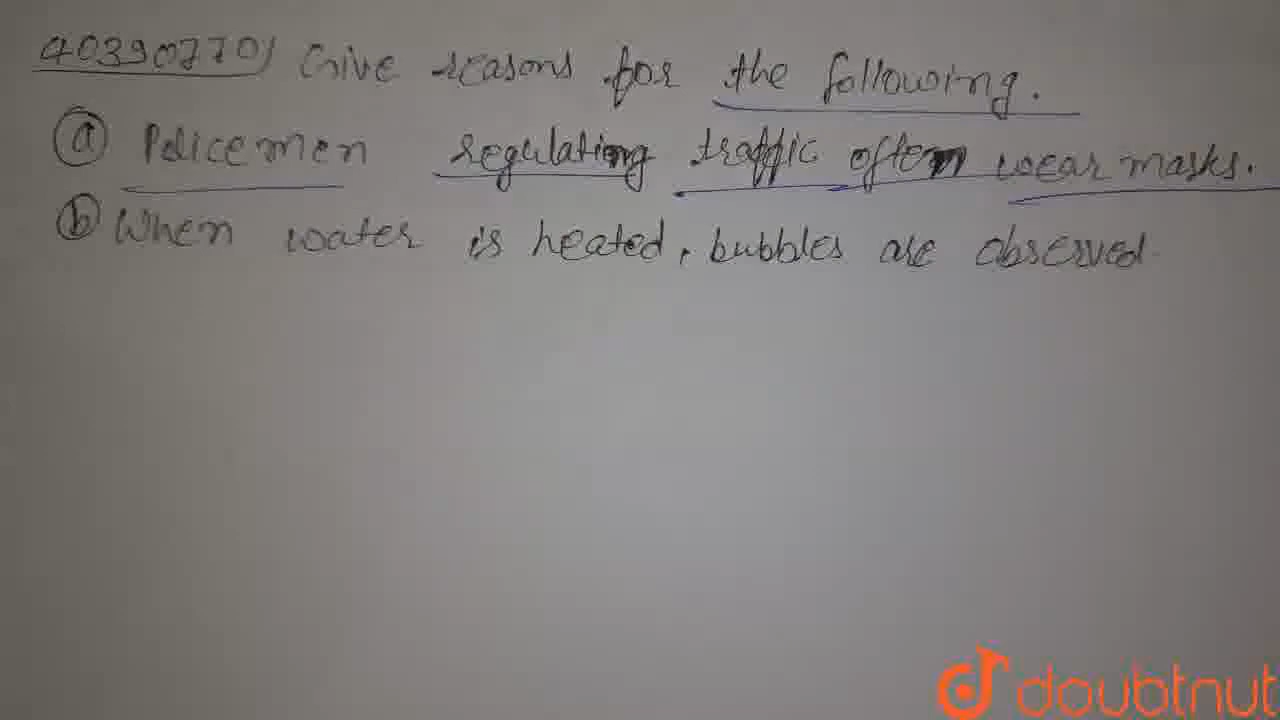 40390770) Give reasons for the following.
(a) Policemen regulating traffic often wear masks.
(b) When water is heated, bubbles are observed.
doubtnut